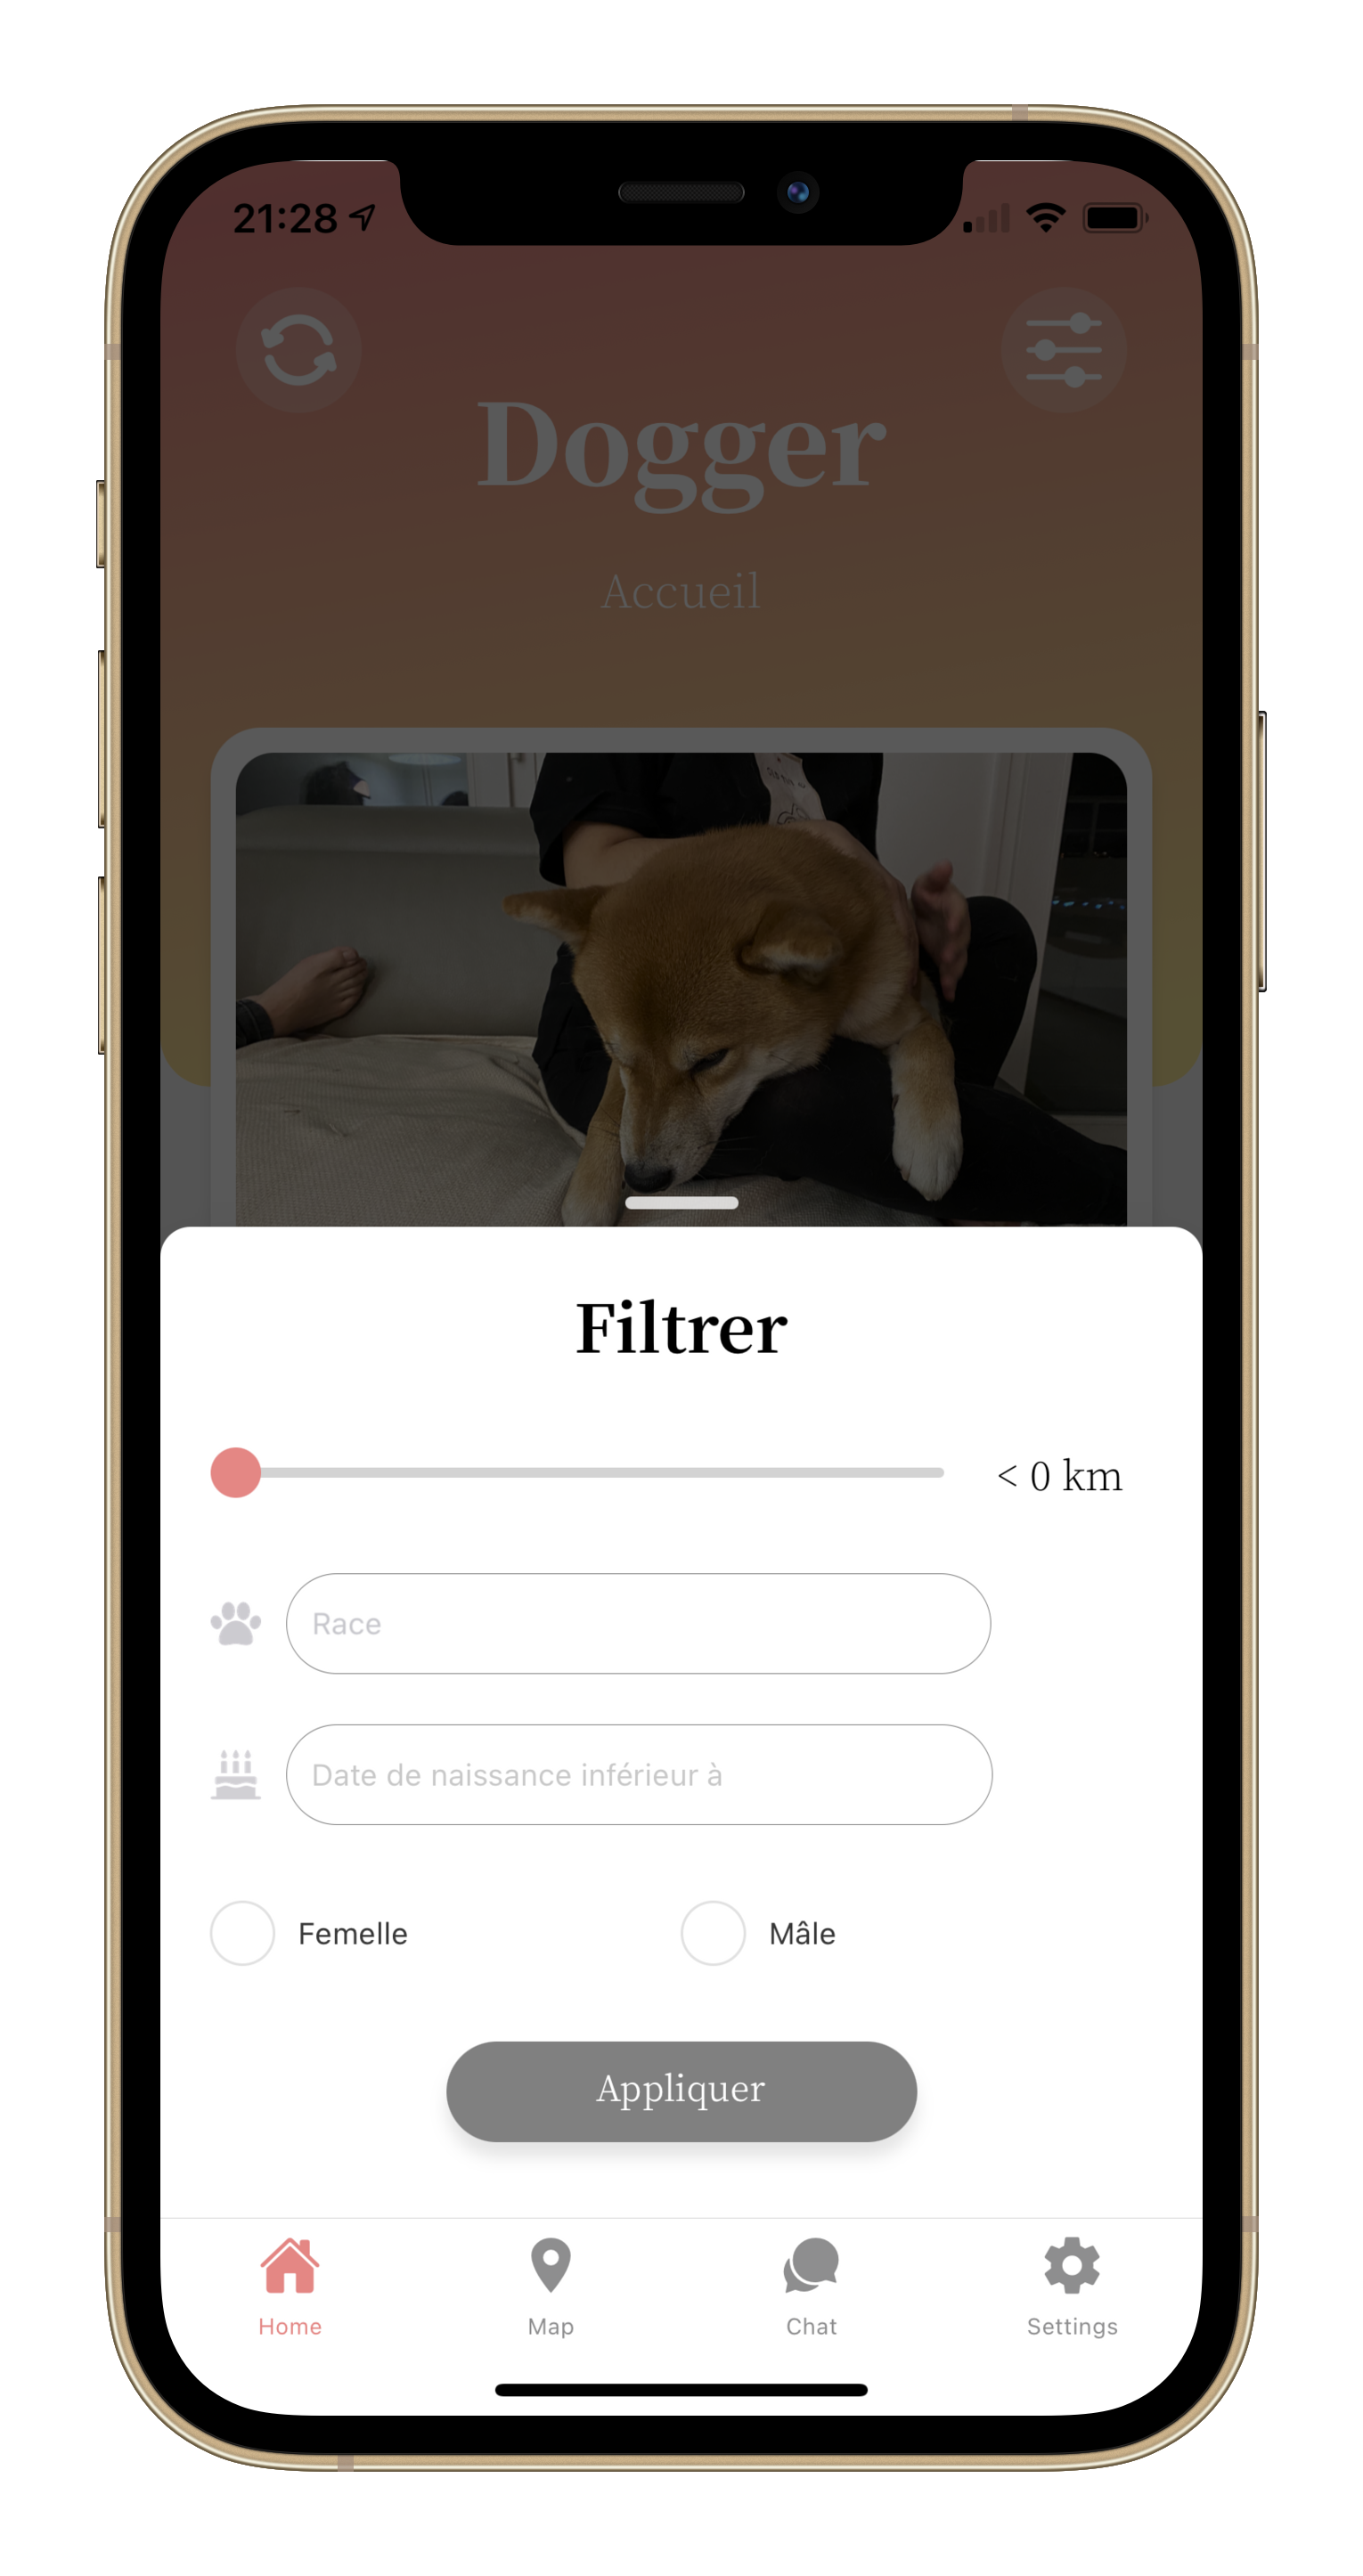 21:28
Dogger
Accueil
Filtrer
< 0 km
Race
Date de naissance inférieur à
Femelle
Mâle
Appliquer
Home
Map
Chat
Settings